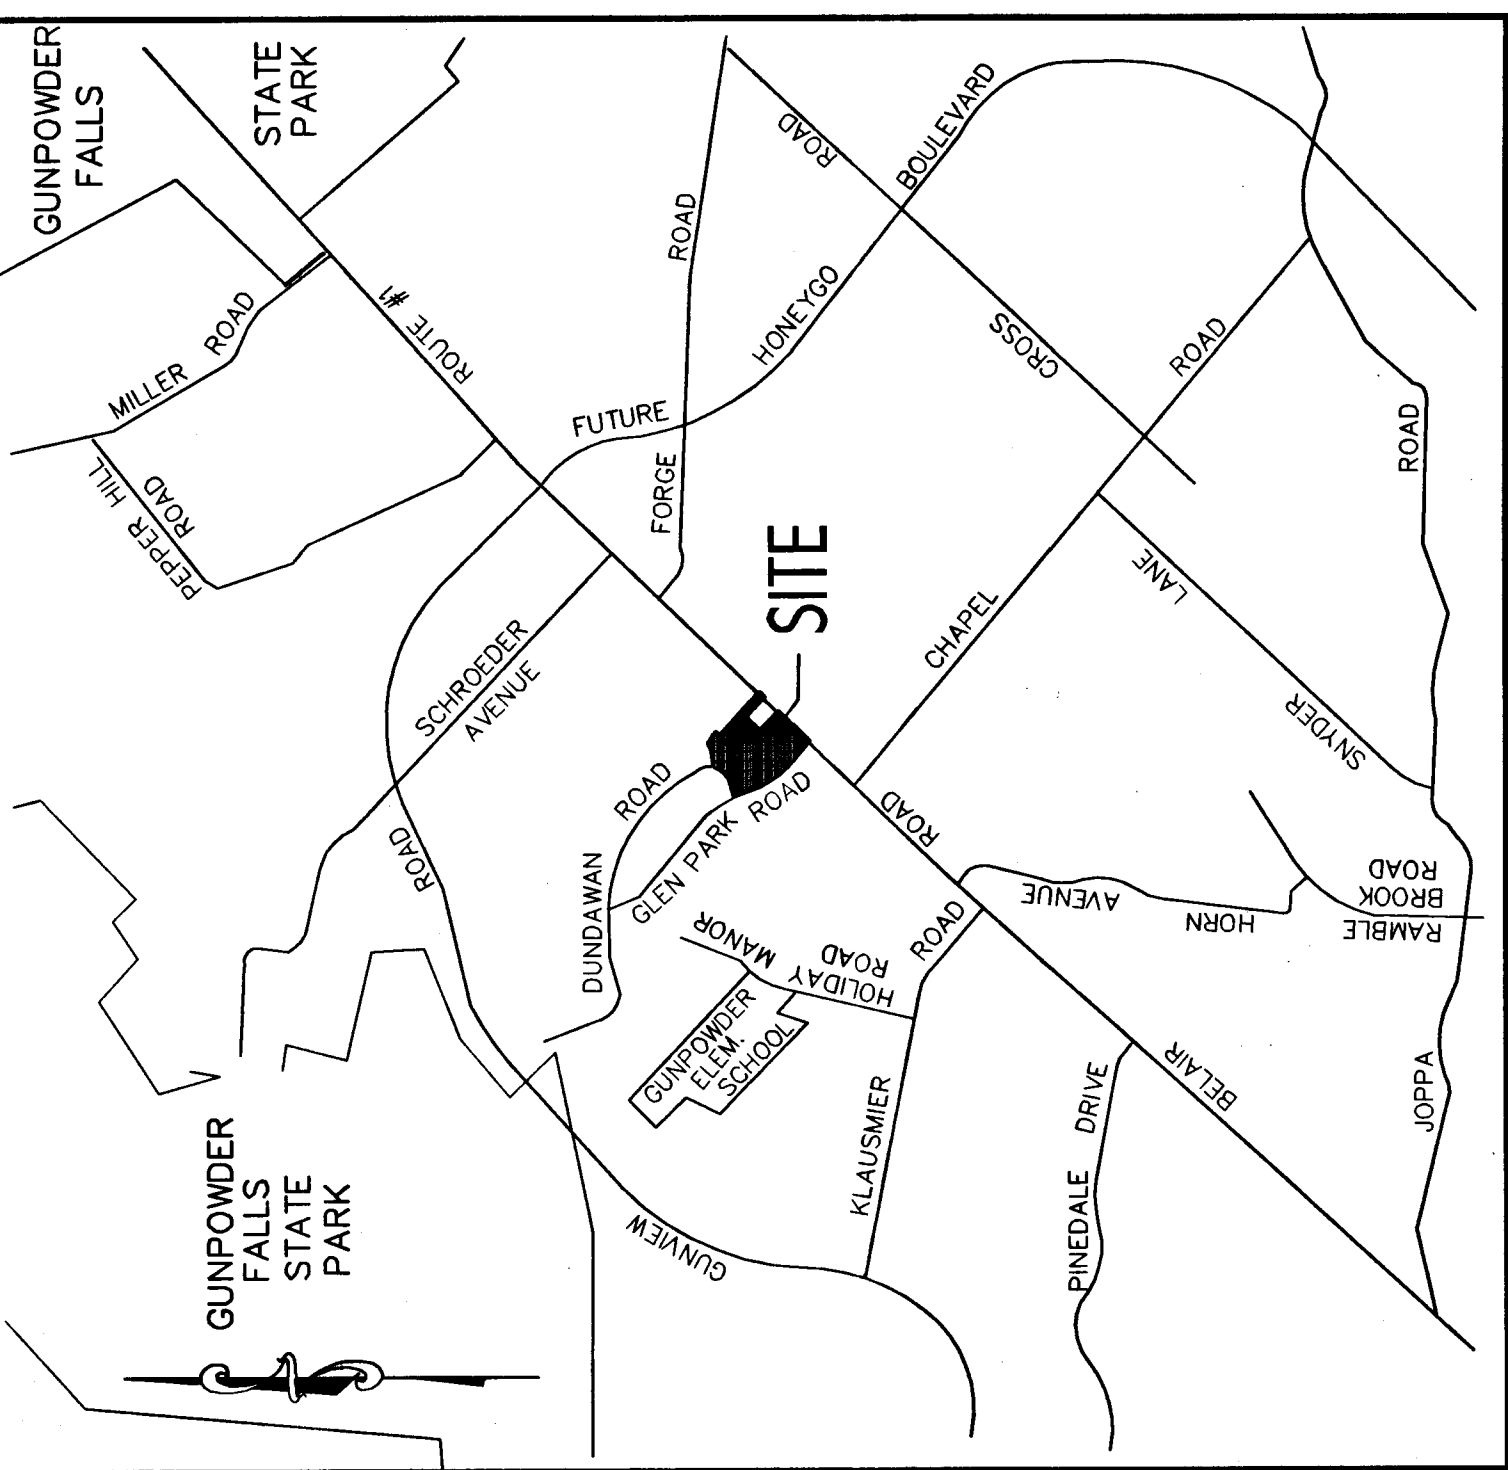 GUNPOWDER
FALLS
STATE
PARK
MILLER ROAD
PEPPER HILL
ROAD
ROUTE #1
FUTURE HONEYGO BOULEVARD
FORGE ROAD
CROSS ROAD
CHAPEL ROAD
SNYDER LANE
JOPPA ROAD
SCHROEDER
AVENUE
SITE
DUNDAWAN ROAD
GLEN PARK ROAD
GUNVIEW ROAD
HOLIDAY MANOR
ROAD
GUNPOWDER
ELEM.
SCHOOL
KLAUSMIER ROAD
BELAIR ROAD
HORN AVENUE
RAMBLE
BROOK
ROAD
PINEDALE DRIVE
GUNPOWDER
FALLS
STATE
PARK
N